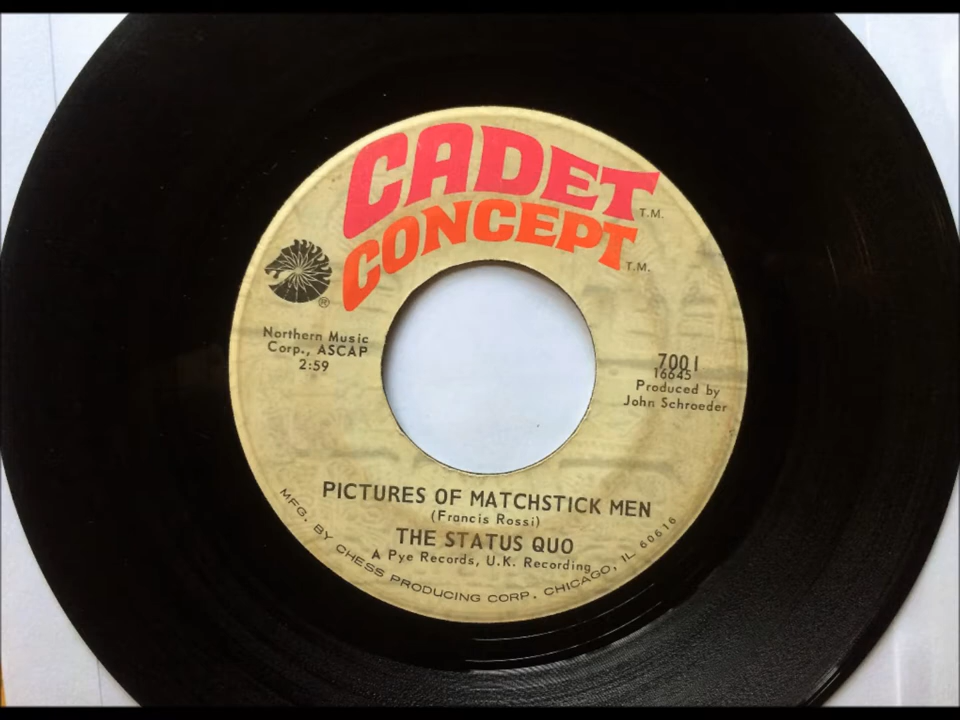 CADET T.M.
CONCEPT T.M.
®
Northern Music
Corp., ASCAP
2:59
7001
16645
Produced by
John Schroeder
PICTURES OF MATCHSTICK MEN
(Francis Rossi)
THE STATUS QUO
A Pye Records, U.K. Recording
MFG. BY CHESS PRODUCING CORP. CHICAGO, IL 60616